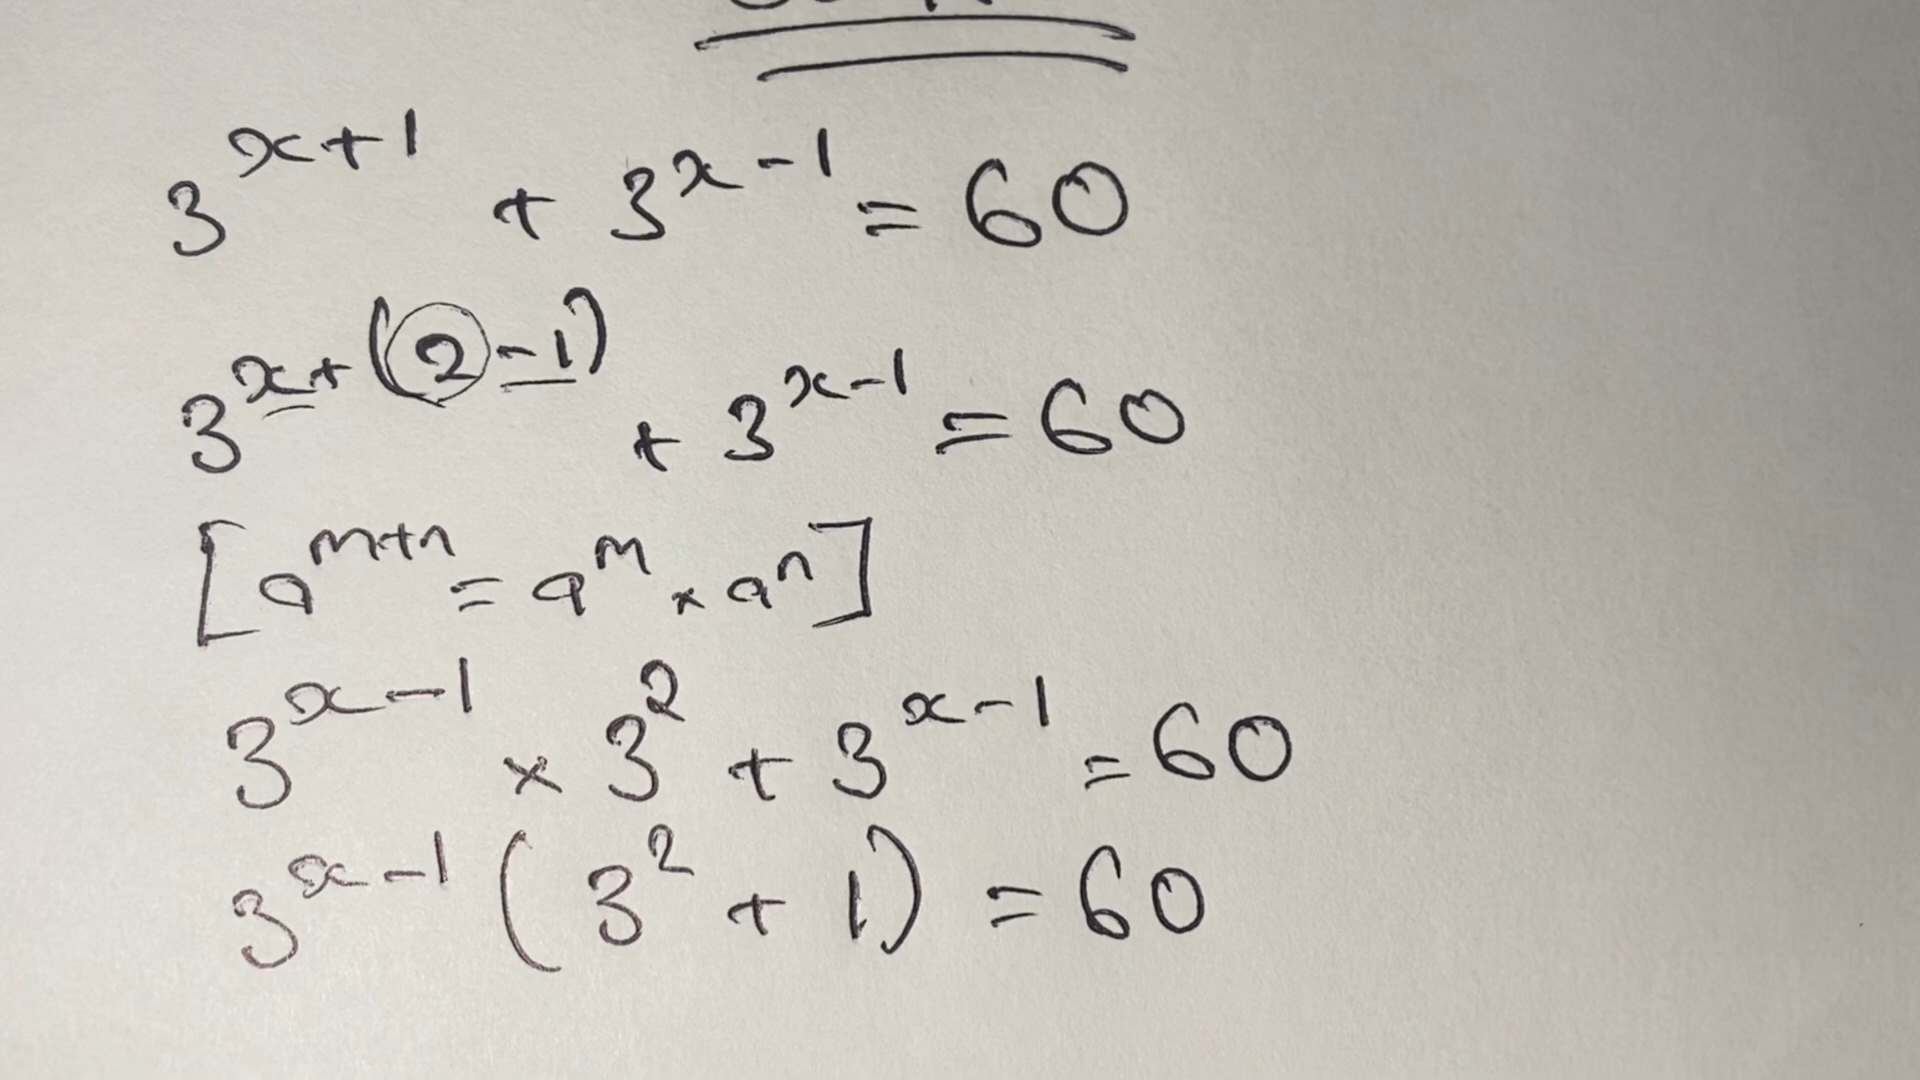 3^{x+1} + 3^{x-1} = 60
3^{x+(2-1)} + 3^{x-1} = 60
[a^{m+n} = a^m × a^n]
3^{x-1} × 3^2 + 3^{x-1} = 60
3^{x-1} (3^2 + 1) = 60